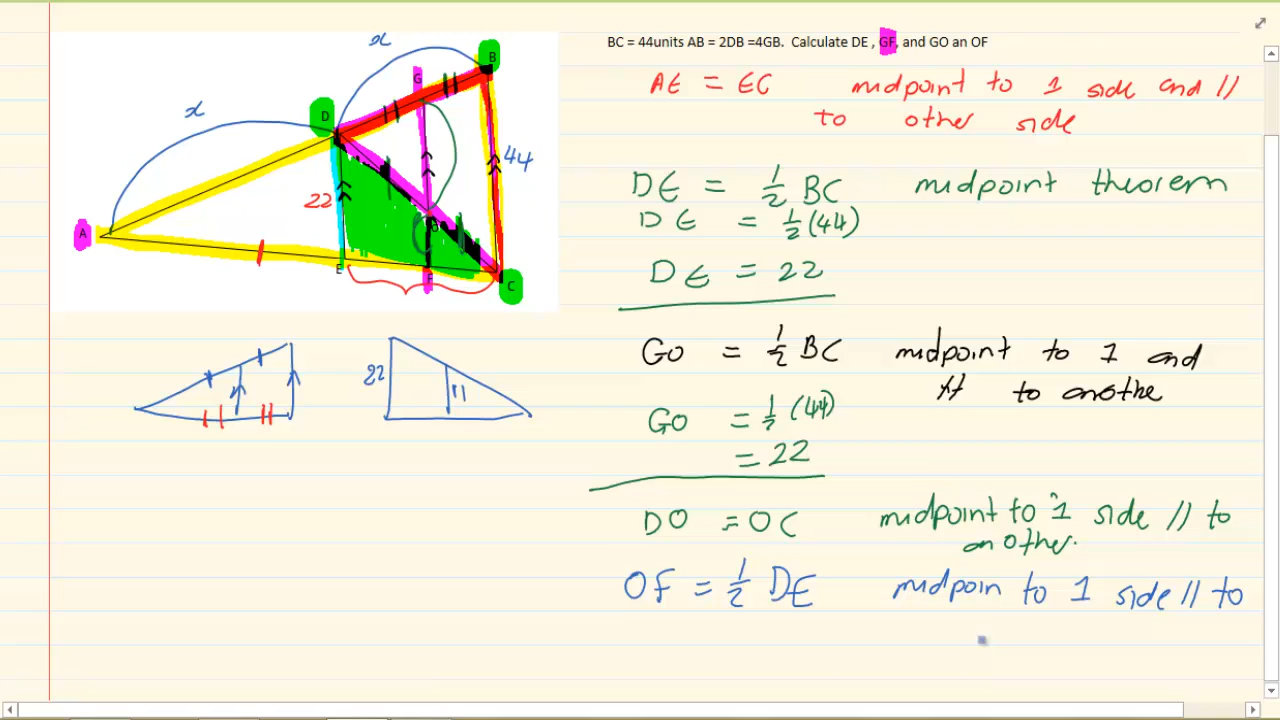 BC = 44units AB = 2DB =4GB. Calculate DE , GF, and GO an OF
AE = EC midpoint to 1 side and //
to other side
x
B
G
x
D
DE = 1/2 BC midpoint theorem
44
22
DE = 1/2 (44)
A
O
E
F
C
DE = 22
GO = 1/2 BC midpoint to 1 and
// to anothe
22
11
GO = 1/2 (44)
= 22
DO = OC midpoint to 1 side // to
another.
OF = 1/2 DE midpoin to 1 side // to